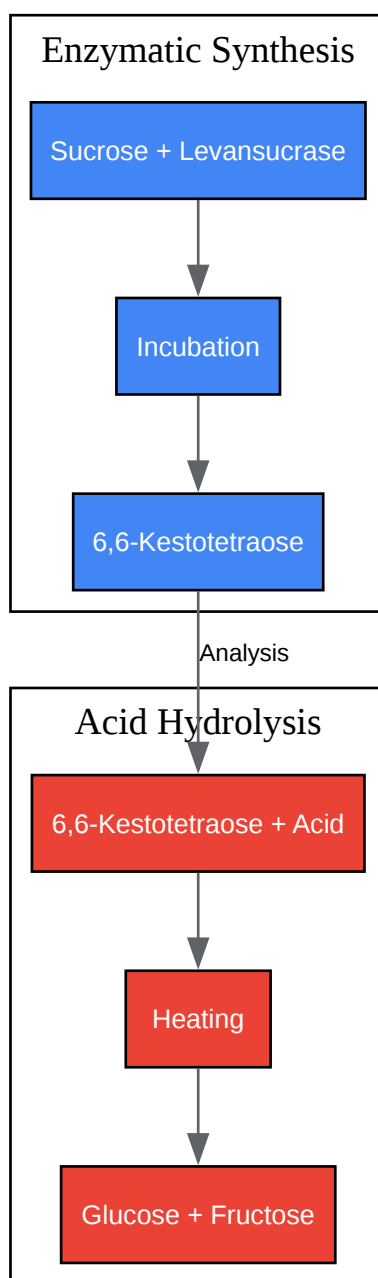 Enzymatic Synthesis
Sucrose + Levansucrase
Incubation
6,6-Kestotetraose
Analysis
Acid Hydrolysis
6,6-Kestotetraose + Acid
Heating
Glucose + Fructose